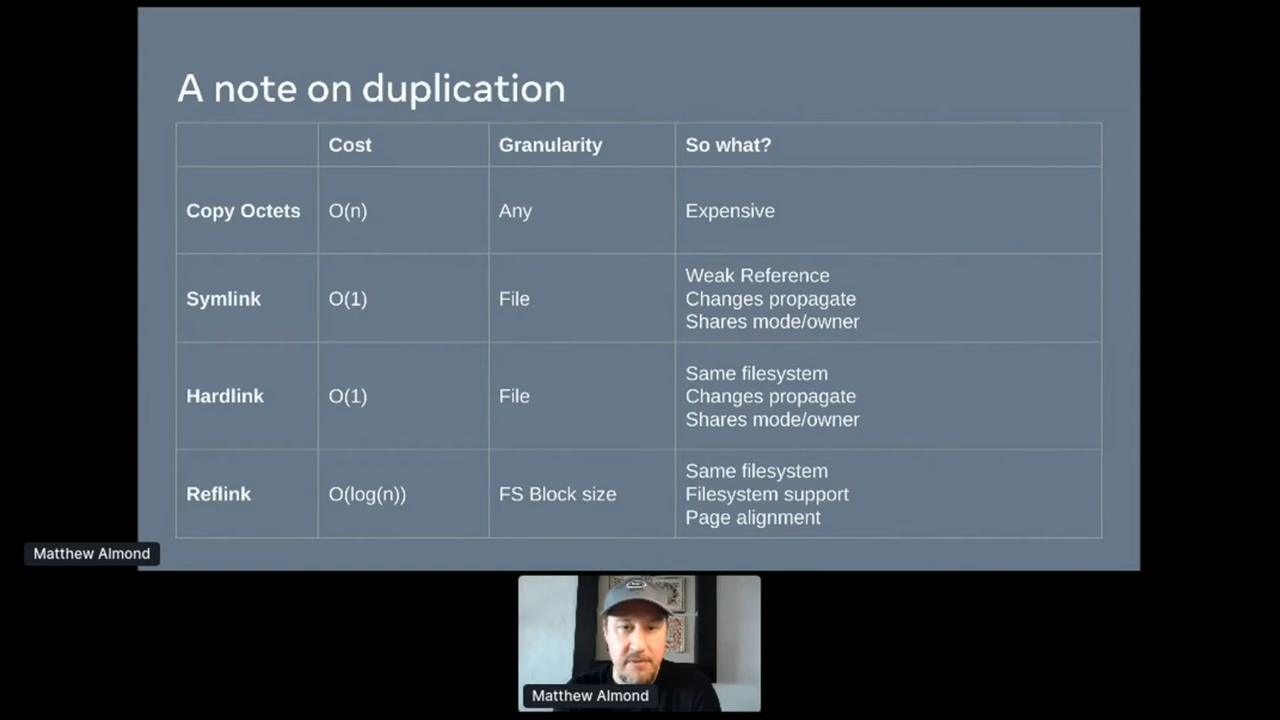 A note on duplication
Cost
Granularity
So what?
Copy Octets
O(n)
Any
Expensive
Symlink
O(1)
File
Weak Reference
Changes propagate
Shares mode/owner
Hardlink
O(1)
File
Same filesystem
Changes propagate
Shares mode/owner
Reflink
O(log(n))
FS Block size
Same filesystem
Filesystem support
Page alignment
Matthew Almond
Matthew Almond